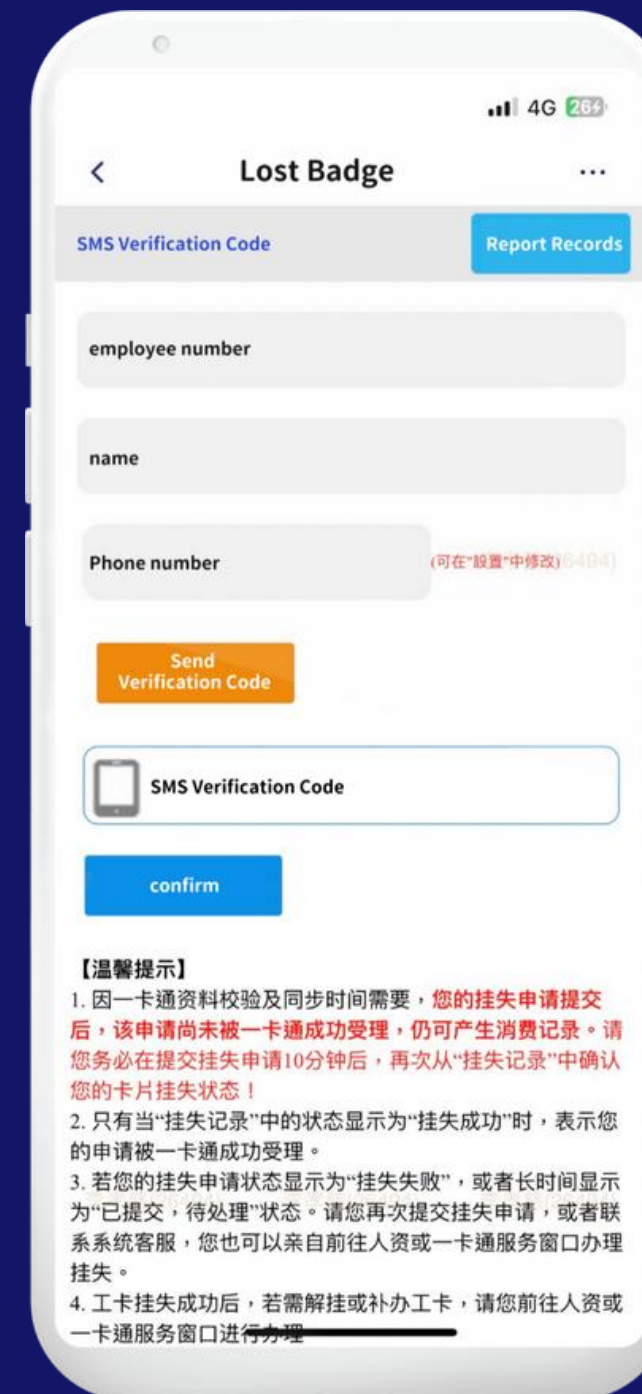 4G 26
Lost Badge
SMS Verification Code
Report Records
employee number
name
Phone number
(可在"設置"中修改)
Send
Verification Code
SMS Verification Code
confirm
【温馨提示】
1. 因一卡通资料校验及同步时间需要，您的挂失申请提交
后，该申请尚未被一卡通成功受理，仍可产生消费记录。请
您务必在提交挂失申请10分钟后，再次从“挂失记录”中确认
您的卡片挂失状态！
2. 只有当“挂失记录”中的状态显示为“挂失成功”时，表示您
的申请被一卡通成功受理。
3. 若您的挂失申请状态显示为“挂失失败”，或者长时间显示
为“已提交，待处理”状态。请您再次提交挂失申请，或者联
系系统客服，您也可以亲自前往人资或一卡通服务窗口办理
挂失。
4. 工卡挂失成功后，若需解挂或补办工卡，请您前往人资或
一卡通服务窗口进行办理